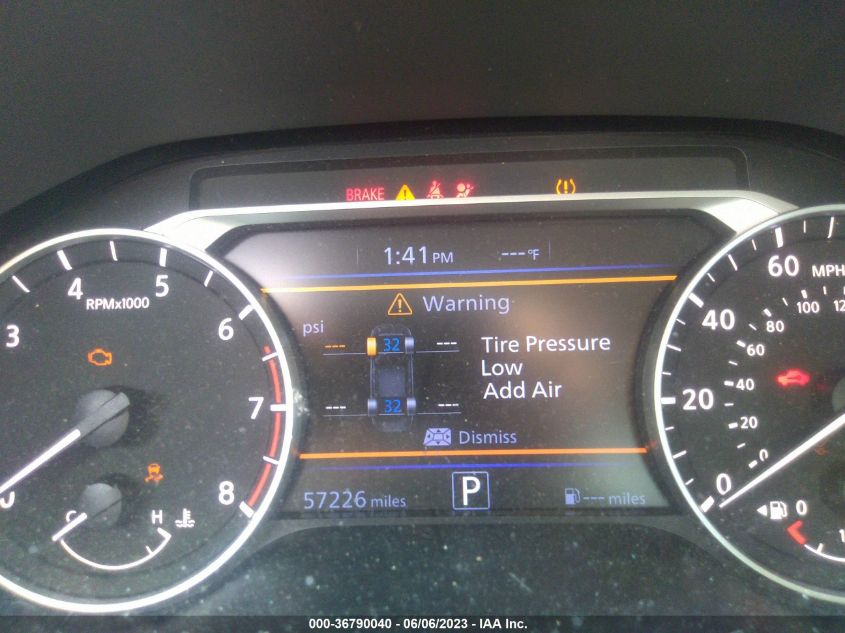 BRAKE
1:41 PM ---°F
Warning
psi
--- 32 ---
Tire Pressure
Low
Add Air
--- 32 ---
Dismiss
57226 miles
P
--- miles
3 4 5 6 7 8
RPMx1000
0
C H
60 MPH
40
20
0
100
80
60
40
20
0
0
000-36790040 - 06/06/2023 - IAA Inc.